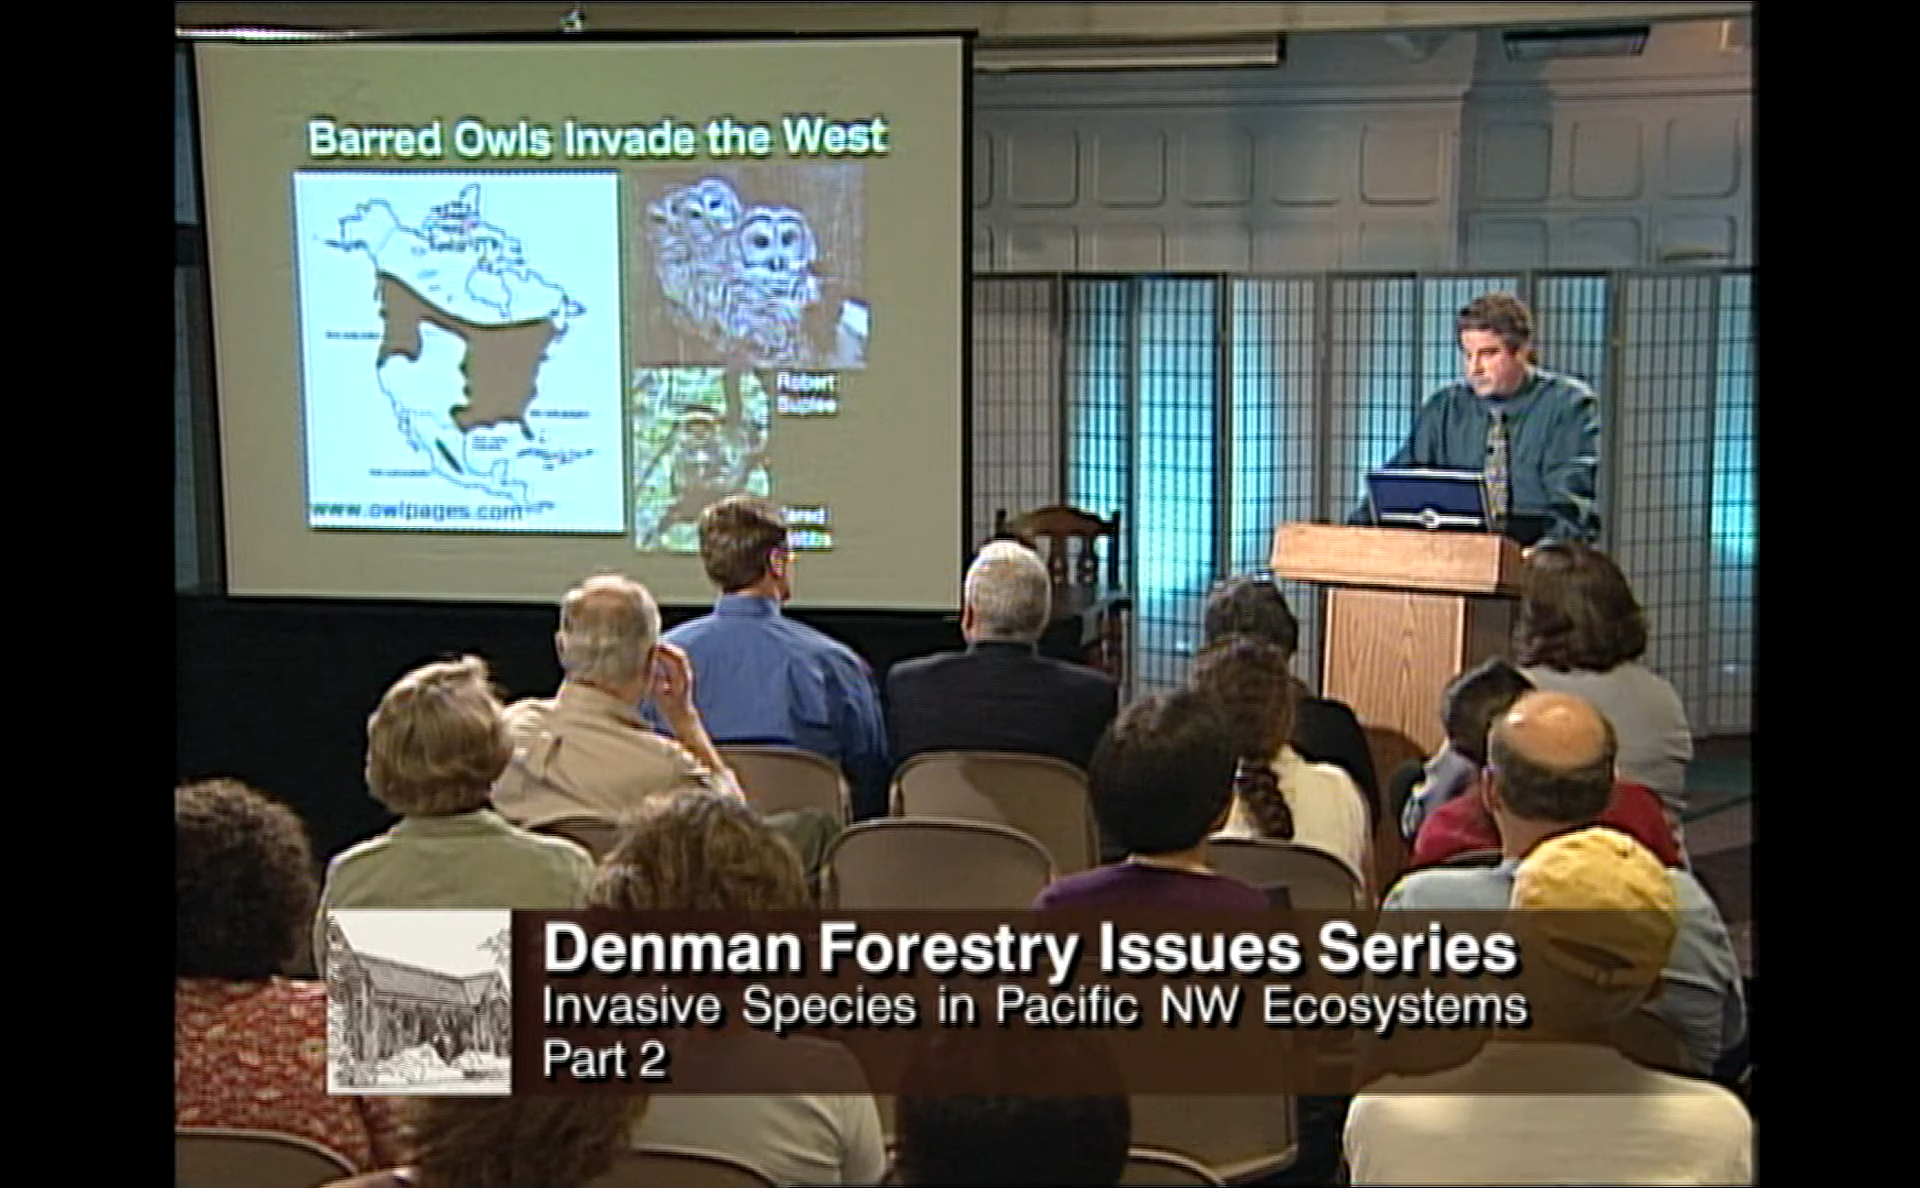 Barred Owls Invade the West
Robert
www.owlpages.com
Denman Forestry Issues Series
Invasive Species in Pacific NW Ecosystems
Part 2